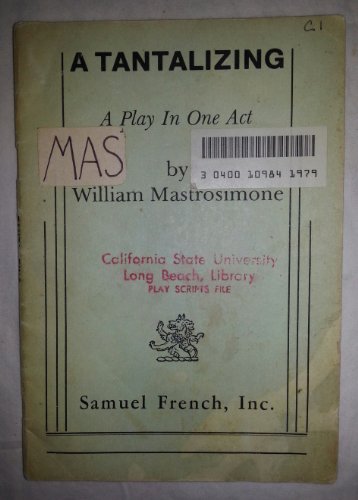 C.1
A TANTALIZING
A Play In One Act
MAS
3 0400 10984 1979
by
William Mastrosimone
California State University
Long Beach, Library
PLAY SCRIPTS FILE
Samuel French, Inc.